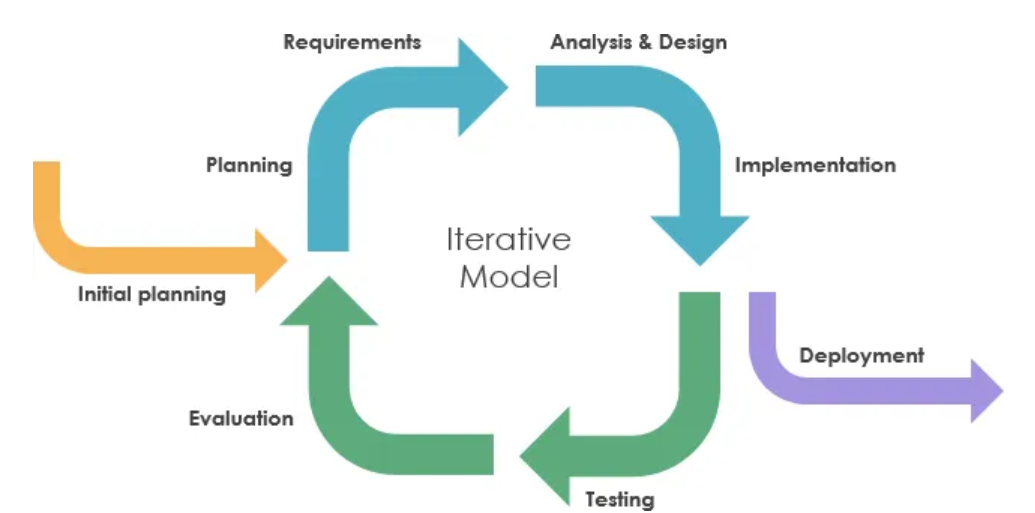 Requirements
Analysis & Design
Planning
Implementation
Iterative
Model
Initial planning
Deployment
Evaluation
Testing